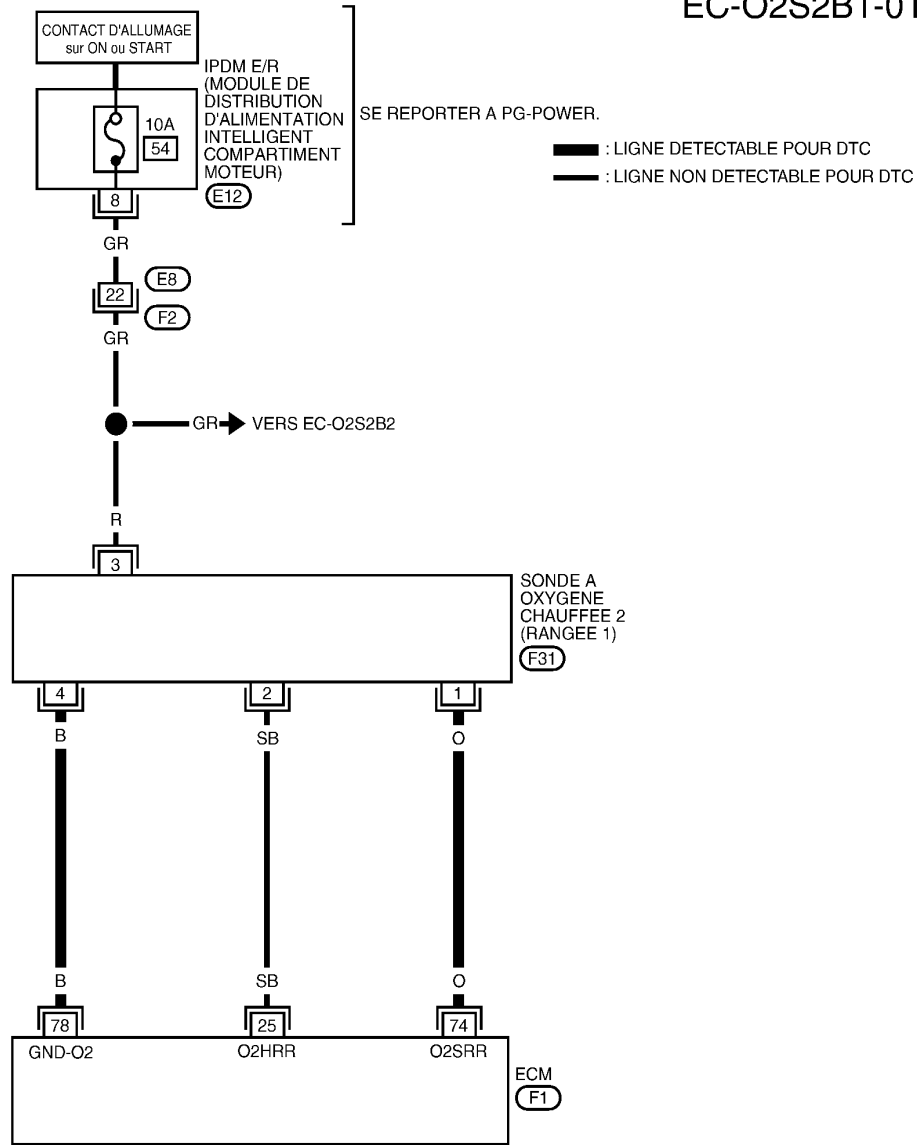 EC-O2S2B1-01
CONTACT D'ALLUMAGE
sur ON ou START
IPDM E/R
(MODULE DE
DISTRIBUTION
D'ALIMENTATION
INTELLIGENT
COMPARTIMENT
MOTEUR)
E12
10A
54
SE REPORTER A PG-POWER.
: LIGNE DETECTABLE POUR DTC
: LIGNE NON DETECTABLE POUR DTC
8
GR
E8
22
F2
GR
GR
VERS EC-O2S2B2
R
3
SONDE A
OXYGENE
CHAUFFEE 2
(RANGEE 1)
F31
4
2
1
B
SB
O
B
SB
O
78
25
74
GND-O2
O2HRR
O2SRR
ECM
F1